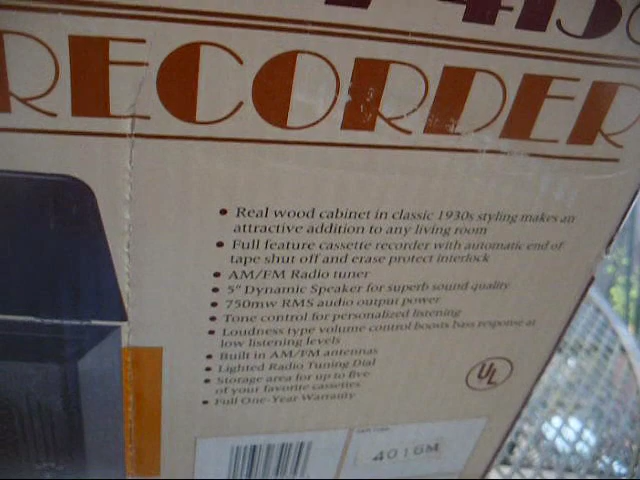 RECORDER
• Real wood cabinet in classic 1930s styling makes an
attractive addition to any living room
• Full feature cassette recorder with automatic end of
tape shut off and erase protect interlock
• AM/FM Radio tuner
• 5" Dynamic Speaker for superb sound quality
• 750mw RMS audio output power
• Tone control for personalized listening
• Loudness type volume control boosts bass response at
low listening levels
• Built in AM/FM antennas
• Lighted Radio Tuning Dial
• Storage area for up to five
of your favorite cassettes
• Full One-Year Warranty
UL
4016M